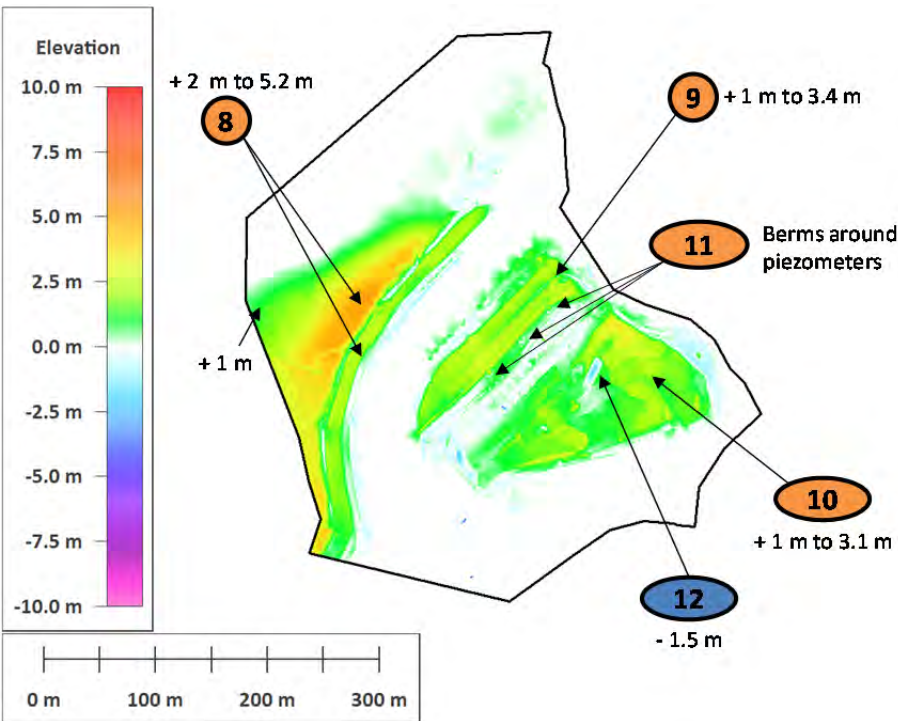 Elevation
10.0 m
7.5 m
5.0 m
2.5 m
0.0 m
-2.5 m
-5.0 m
-7.5 m
-10.0 m
+ 2 m to 5.2 m
8
9
+ 1 m to 3.4 m
11
Berms around
piezometers
+ 1 m
10
+ 1 m to 3.1 m
12
- 1.5 m
0 m 100 m 200 m 300 m